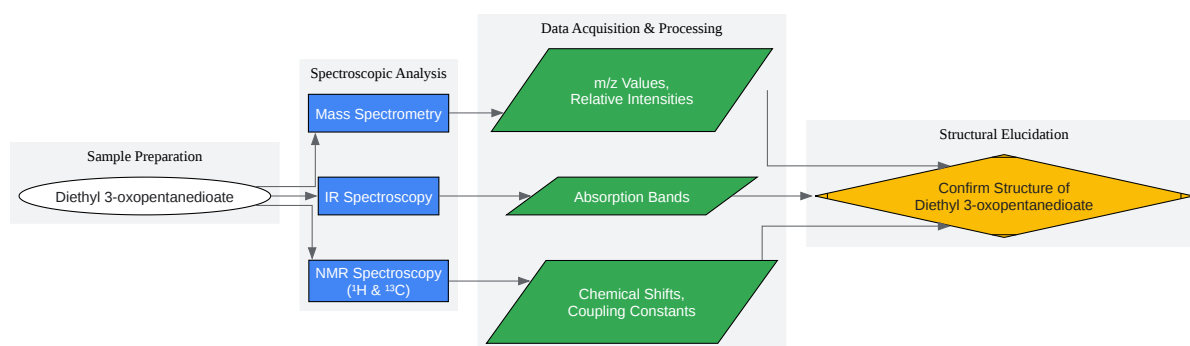 Sample Preparation
Diethyl 3-oxopentanedioate
Spectroscopic Analysis
Mass Spectrometry
IR Spectroscopy
NMR Spectroscopy
(¹H & ¹³C)
Data Acquisition & Processing
m/z Values,
Relative Intensities
Absorption Bands
Chemical Shifts,
Coupling Constants
Structural Elucidation
Confirm Structure of
Diethyl 3-oxopentanedioate